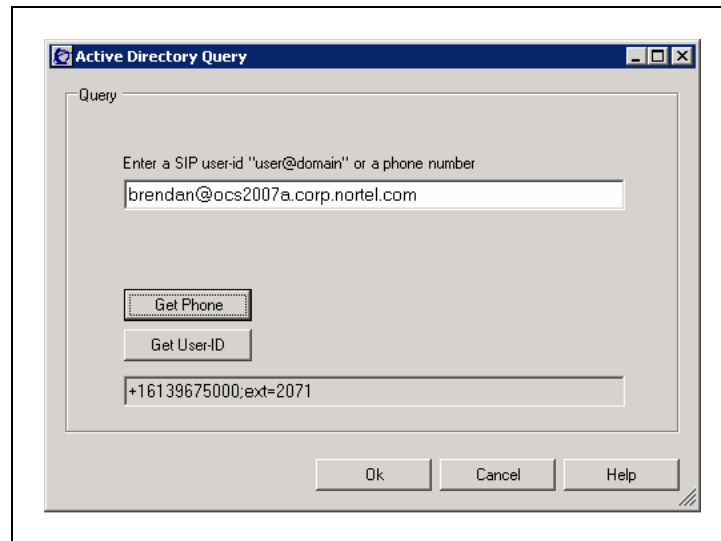 Active Directory Query
Query
Enter a SIP user-id "user@domain" or a phone number
brendan@ocs2007a.corp.nortel.com
Get Phone
Get User-ID
+16139675000;ext=2071
Ok Cancel Help